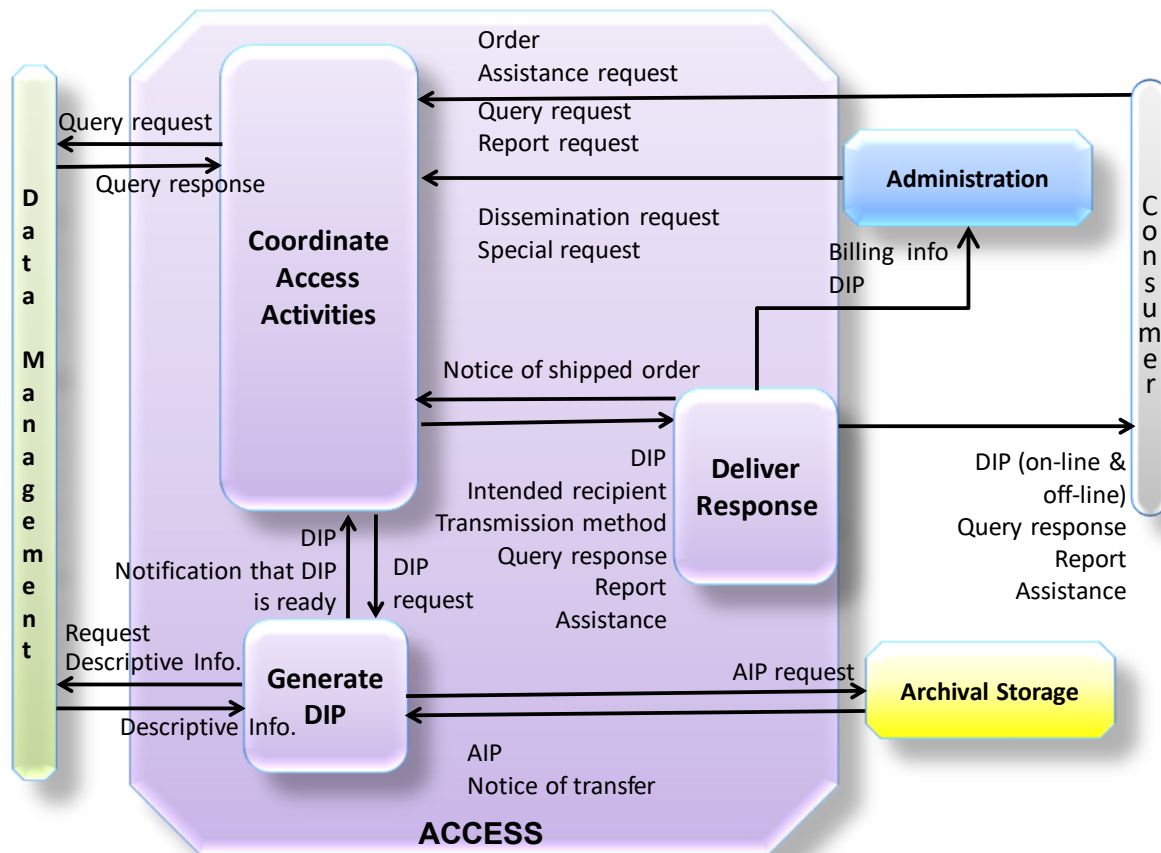 Order
Assistance request
Query request
Report request
Query request
Query response
Data Management
Coordinate
Access
Activities
Administration
Consumer
Dissemination request
Special request
Billing info
DIP
Notice of shipped order
Deliver
Response
DIP
Intended recipient
Transmission method
Query response
Report
Assistance
DIP (on-line &
off-line)
Query response
Report
Assistance
DIP
Notification that DIP
is ready
DIP
request
Request
Descriptive Info.
Descriptive Info.
Generate
DIP
AIP request
Archival Storage
AIP
Notice of transfer
ACCESS